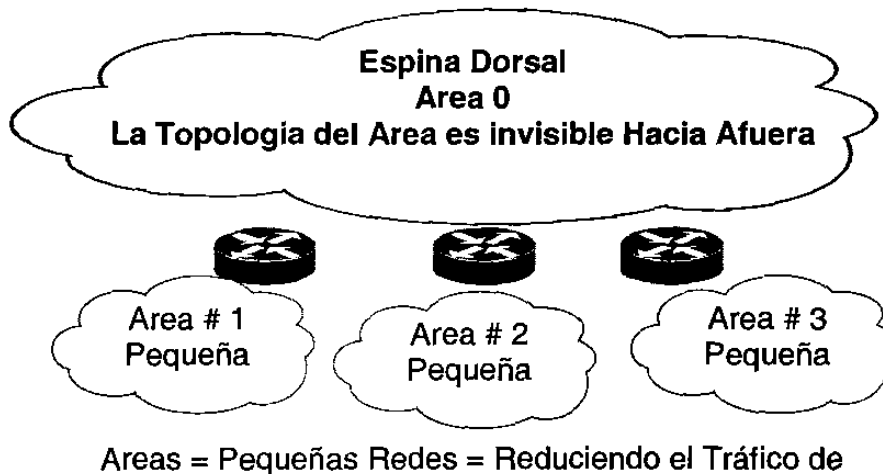 Espina Dorsal
Area 0
La Topología del Area es invisible Hacia Afuera
Area # 1
Pequeña
Area # 2
Pequeña
Area # 3
Pequeña
Areas = Pequeñas Redes = Reduciendo el Tráfico de